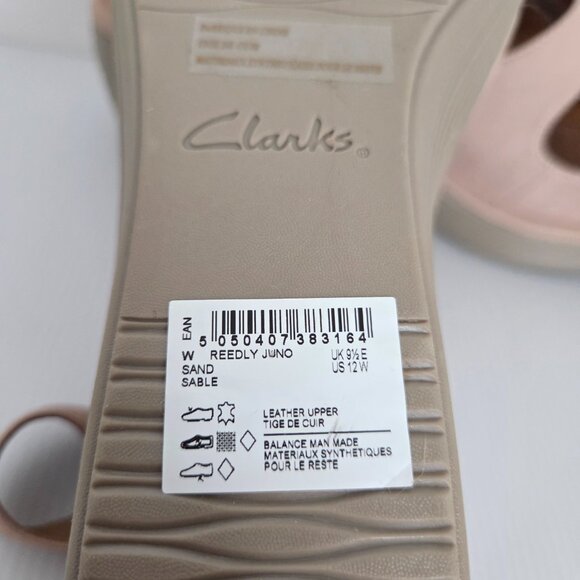 Clarks®
EAN
5 050407 383164
W REEDLY JUNO UK 9½ E
SAND US 12 W
SABLE
LEATHER UPPER
TIGE DE CUIR
BALANCE MAN MADE
MATERIAUX SYNTHETIQUES
POUR LE RESTE